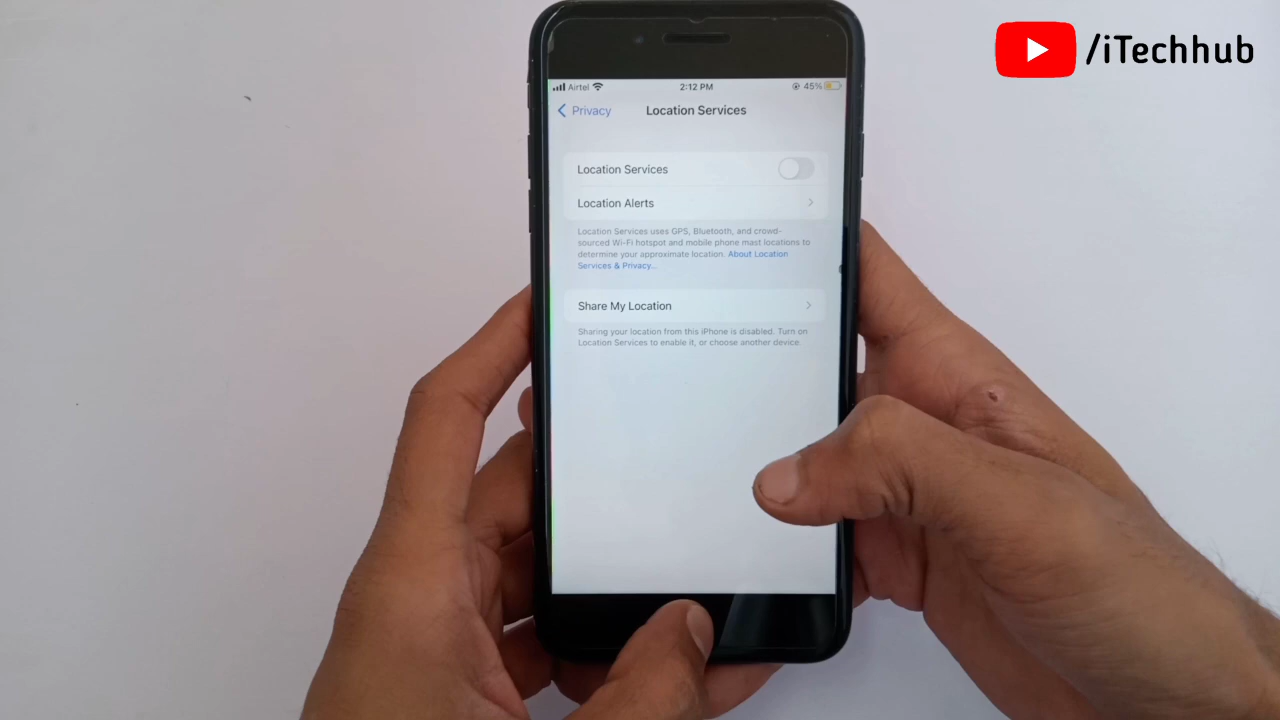 /iTechhub
Airtel
2:12 PM
45%
Privacy
Location Services
Location Services
Location Alerts
Location Services uses GPS, Bluetooth, and crowd-
sourced Wi-Fi hotspot and mobile phone mast locations to
determine your approximate location. About Location
Services & Privacy...
Share My Location
Sharing your location from this iPhone is disabled. Turn on
Location Services to enable it, or choose another device.